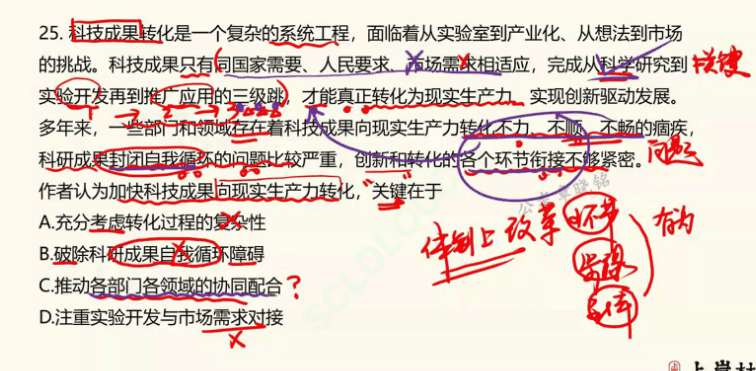 25. 科技成果转化是一个复杂的系统工程，面临着从实验室到产业化、从想法到市场
的挑战。科技成果只有同国家需要、人民要求、市场需求相适应，完成从科学研究到 关键
实验开发再到推广应用的三级跳，才能真正转化为现实生产力、实现创新驱动发展。
1 2 3
多年来，一些部门和领域存在着科技成果向现实生产力转化不力、不顺、不畅的痼疾，
科研成果封闭自我循环的问题比较严重，创新和转化的各个环节衔接不够紧密。 问题
作者认为加快科技成果向现实生产力转化，“关键”在于
A.充分考虑转化过程的复杂性
B.破除科研成果自我循环障碍
C.推动各部门各领域的协同配合？
D.注重实验开发与市场需求对接
体制上 改革 环节
有为
SCLDLO